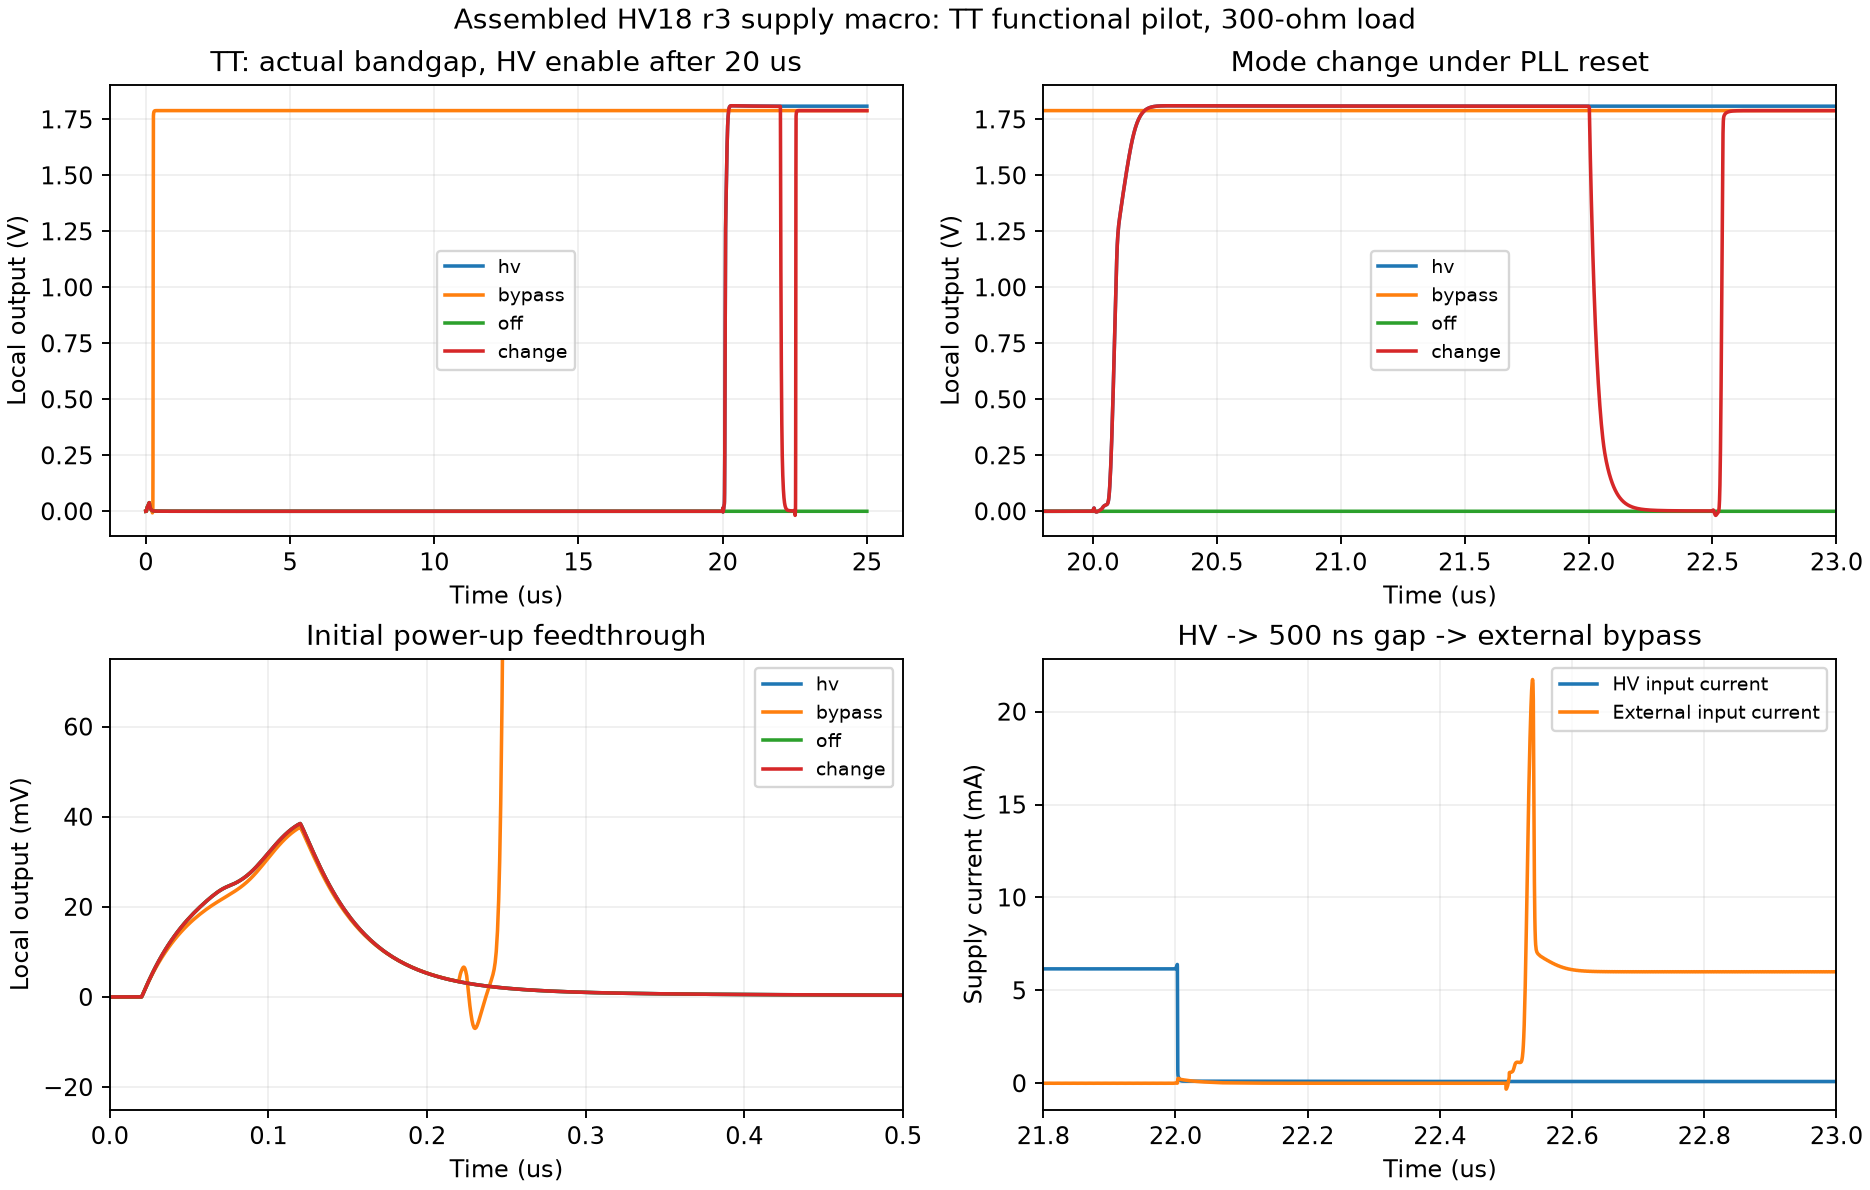 Assembled HV18 r3 supply macro: TT functional pilot, 300-ohm load
TT: actual bandgap, HV enable after 20 us
Local output (V)
1.75
1.50
1.25
1.00
0.75
0.50
0.25
0.00
hv
bypass
off
change
0 5 10 15 20 25
Time (us)
Mode change under PLL reset
Local output (V)
1.75
1.50
1.25
1.00
0.75
0.50
0.25
0.00
hv
bypass
off
change
20.0 20.5 21.0 21.5 22.0 22.5 23.0
Time (us)
Initial power-up feedthrough
Local output (mV)
60
40
20
0
−20
hv
bypass
off
change
0.0 0.1 0.2 0.3 0.4 0.5
Time (us)
HV -> 500 ns gap -> external bypass
Supply current (mA)
20
15
10
5
0
HV input current
External input current
21.8 22.0 22.2 22.4 22.6 22.8 23.0
Time (us)